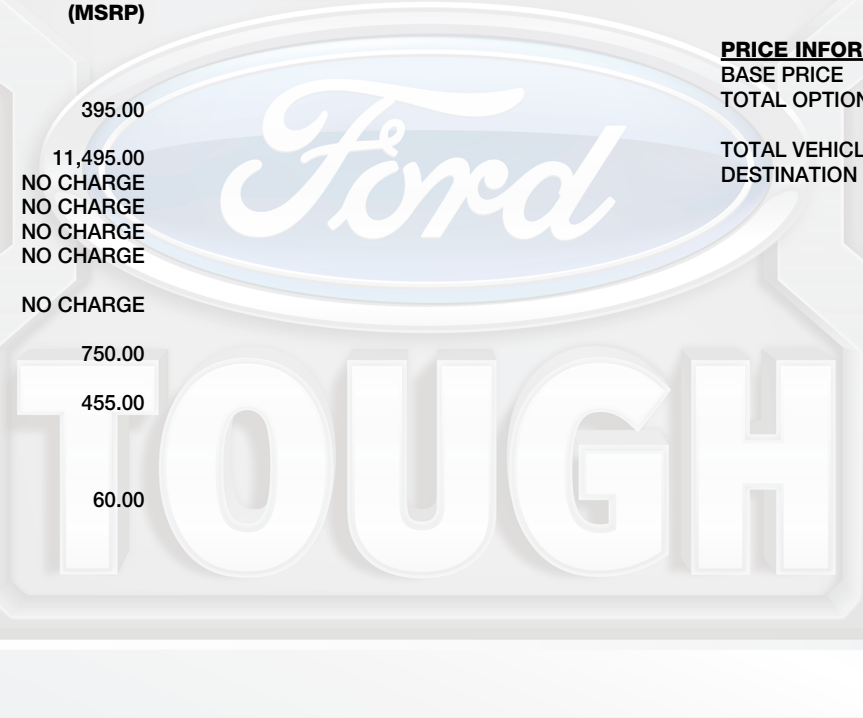 (MSRP)
395.00
11,495.00
NO CHARGE
NO CHARGE
NO CHARGE
NO CHARGE
NO CHARGE
750.00
455.00
60.00
PRICE INFOR
BASE PRICE
TOTAL OPTION
TOTAL VEHICL
DESTINATION
Ford
TOUGH